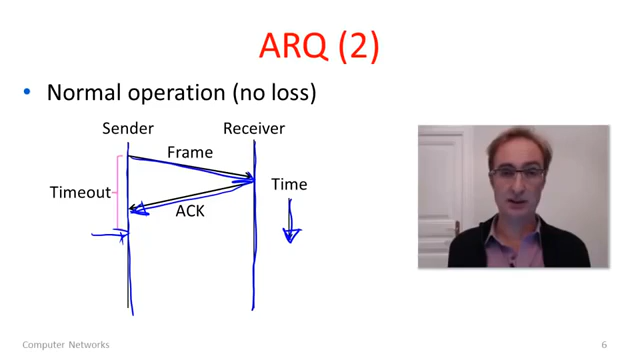 ARQ (2)
• Normal operation (no loss)
Sender
Receiver
Frame
Timeout
Time
ACK
Computer Networks
6